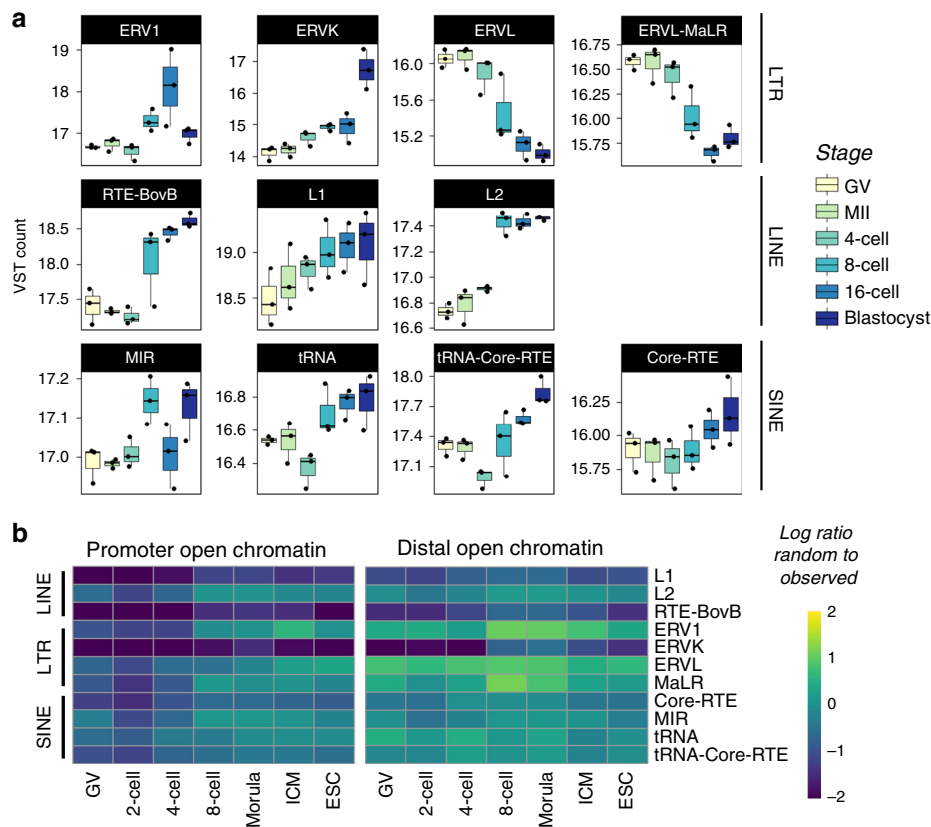 a
ERV1
ERVK
ERVL
ERVL-MaLR
19
18
17
17
16
15
14
16.0
15.6
15.2
16.75
16.50
16.25
16.00
15.75
LTR
RTE-BovB
L1
L2
18.5
18.0
17.5
19.0
18.5
17.4
17.2
17.0
16.8
16.6
LINE
VST count
MIR
tRNA
tRNA-Core-RTE
Core-RTE
17.2
17.1
17.0
16.8
16.6
16.4
18.0
17.7
17.4
17.1
16.25
16.00
15.75
SINE
Stage
GV
MII
4-cell
8-cell
16-cell
Blastocyst
b
Promoter open chromatin
Distal open chromatin
LINE
LTR
SINE
L1
L2
RTE-BovB
ERV1
ERVK
ERVL
MaLR
Core-RTE
MIR
tRNA
tRNA-Core-RTE
GV
2-cell
4-cell
8-cell
Morula
ICM
ESC
GV
2-cell
4-cell
8-cell
Morula
ICM
ESC
Log ratio
random to
observed
2
1
0
−1
−2